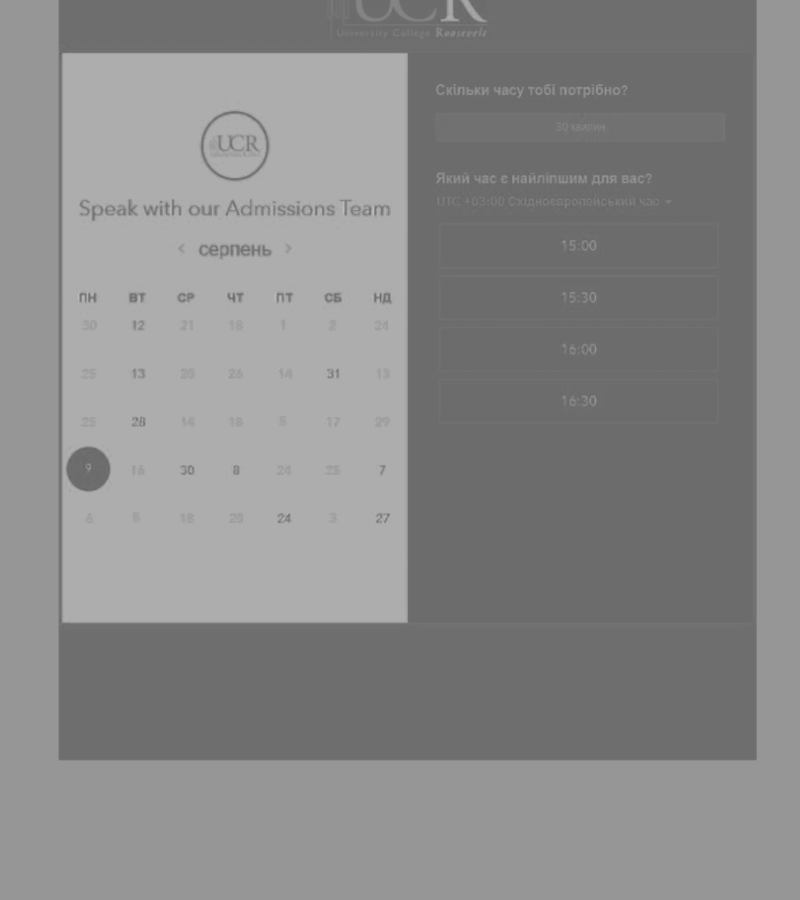 UCR
University College Roosevelt
UCR
Speak with our Admissions Team
< серпень >
ПН ВТ СР ЧТ ПТ СБ НД
30 12 21 18 1 2 24
25 13 20 26 14 31 13
25 28 14 18 5 17 29
9 16 30 8 24 25 7
6 5 18 20 24 3 27
Скільки часу тобі потрібно?
30 хвилин
Який час є найліпшим для вас?
UTC +03:00 Східноєвропейський час
15:00
15:30
16:00
16:30